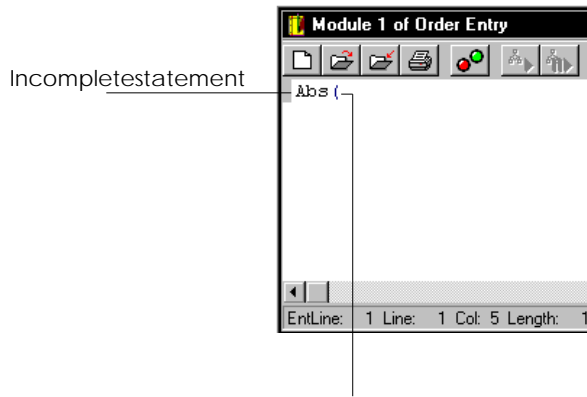 Module 1 of Order Entry
Incompletestatement
Abs(
EntLine: 1 Line: 1 Col: 5 Length: 1